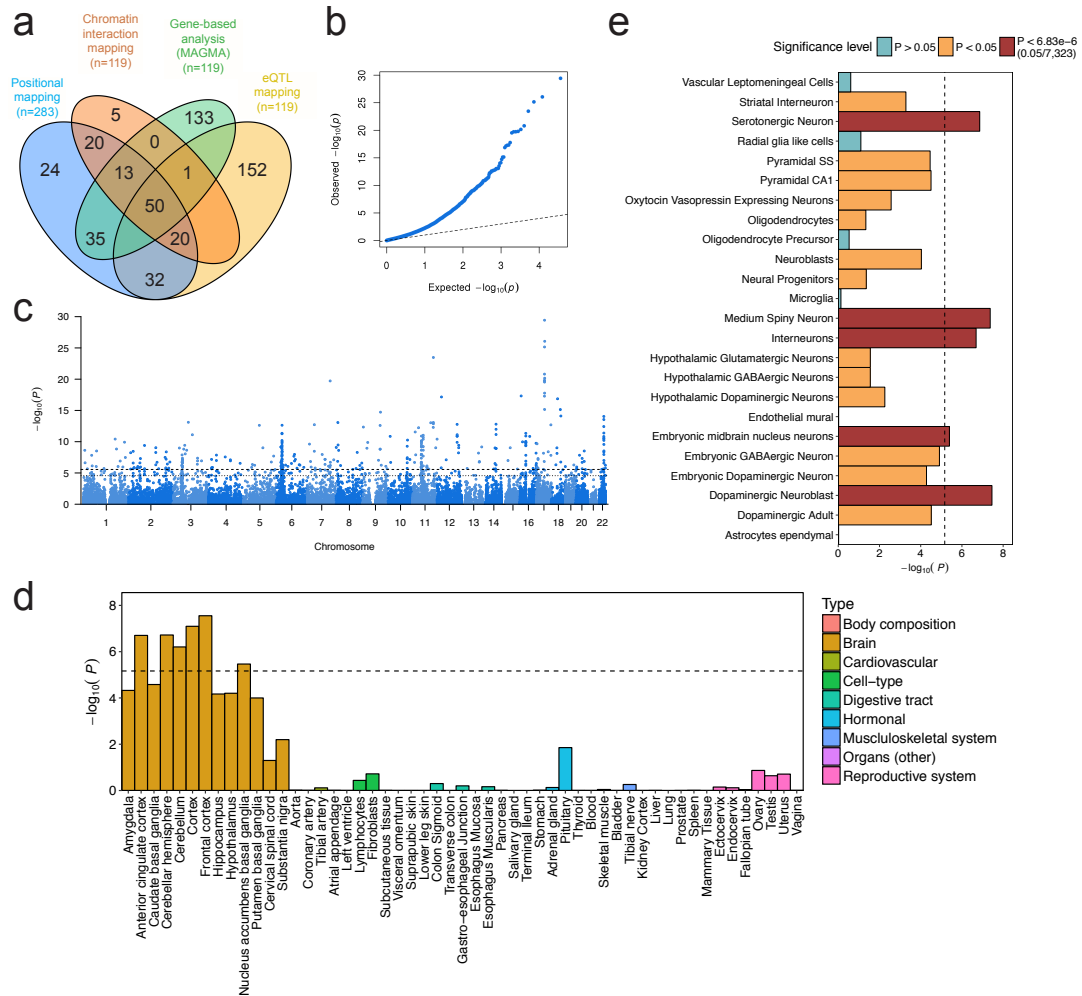 a
Chromatin
interaction
mapping
(n=119)
Gene-based
analysis
(MAGMA)
(n=119)
Positional
mapping
(n=283)
eQTL
mapping
(n=119)
5
133
20
0
24
13
1
152
50
35
20
32
b
Observed −log10(p)
30
25
20
15
10
5
0
0
1
2
3
4
Expected −log10(p)
c
−log10(P)
30
25
20
15
10
5
0
1
2
3
4
5
6
7
8
9
10
11
12
14
16
18
20
22
Chromosome
d
−log10( P)
8
6
4
2
0
Amygdala
Anterior cingulate cortex
Caudate basal ganglia
Cerebellar hemisphere
Cerebellum
Cortex
Frontal cortex
Hippocampus
Hypothalamus
Nucleus accumbens basal ganglia
Putamen basal ganglia
Cervical spinal cord
Substantia nigra
Aorta
Coronary artery
Tibial artery
Atrial appendage
Left ventricle
Lymphocytes
Fibroblasts
Subcutaneous tissue
Visceral omentum
Suprapubic skin
Lower leg skin
Colon Sigmoid
Transverse colon
Gastro−esophageal Junction
Esophagus Mucosa
Esophagus Muscularis
Pancreas
Salivary gland
Terminal ileum
Stomach
Adrenal gland
Pituitary
Thyroid
Blood
Skeletal muscle
Bladder
Tibial nerve
Kidney Cortex
Liver
Lung
Prostate
Spleen
Mammary Tissue
Ectocervix
Endocervix
Fallopian tube
Ovary
Testis
Uterus
Vagina
Type
Body composition
Brain
Cardiovascular
Cell−type
Digestive tract
Hormonal
Muscluloskeletal system
Organs (other)
Reproductive system
e
Significance level
P > 0.05
P < 0.05
P < 6.83e−6
(0.05/7,323)
Vascular Leptomeningeal Cells
Striatal Interneuron
Serotonergic Neuron
Radial glia like cells
Pyramidal SS
Pyramidal CA1
Oxytocin Vasopressin Expressing Neurons
Oligodendrocytes
Oligodendrocyte Precursor
Neuroblasts
Neural Progenitors
Microglia
Medium Spiny Neuron
Interneurons
Hypothalamic Glutamatergic Neurons
Hypothalamic GABAergic Neurons
Hypothalamic Dopaminergic Neurons
Endothelial mural
Embryonic midbrain nucleus neurons
Embryonic GABAergic Neuron
Embryonic Dopaminergic Neuron
Dopaminergic Neuroblast
Dopaminergic Adult
Astrocytes ependymal
0
2
4
6
8
−log10( P)